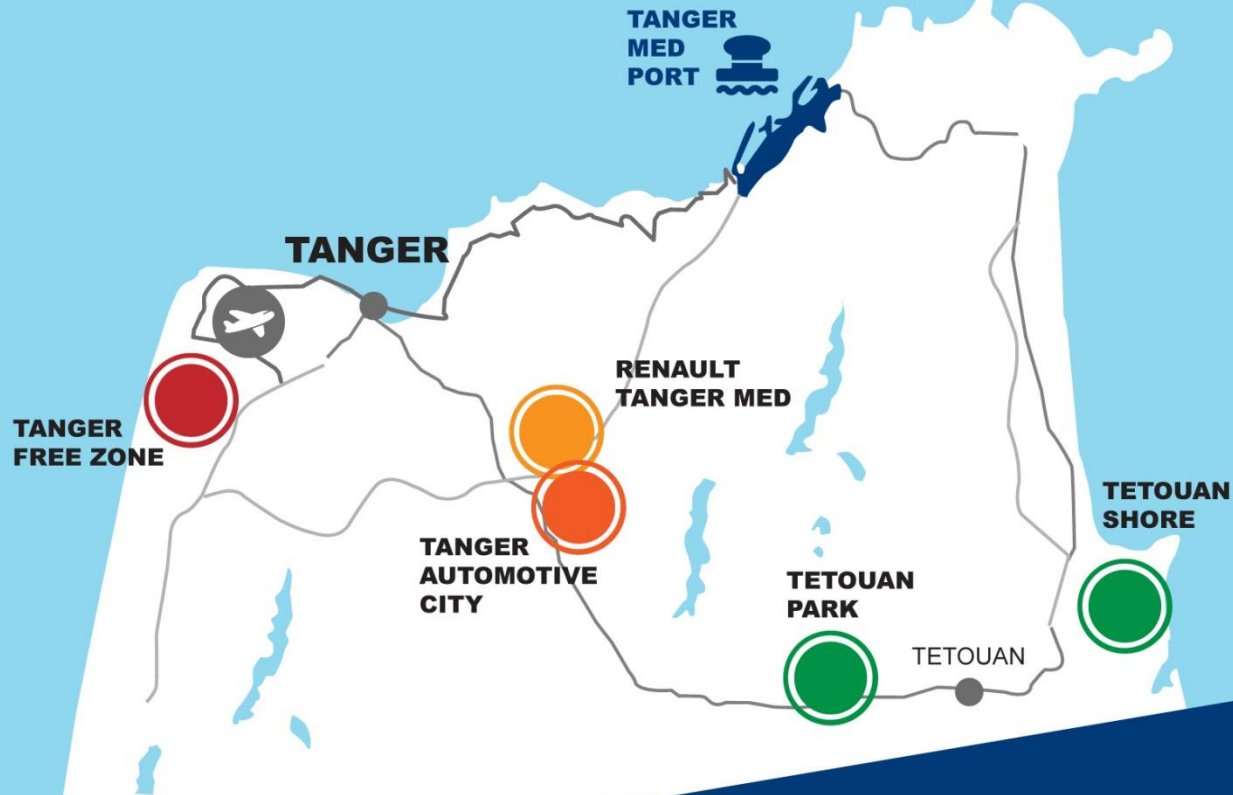 TANGER
MED
PORT
TANGER
RENAULT
TANGER MED
TANGER
FREE ZONE
TETOUAN
SHORE
TANGER
AUTOMOTIVE
CITY
TETOUAN
PARK
TETOUAN